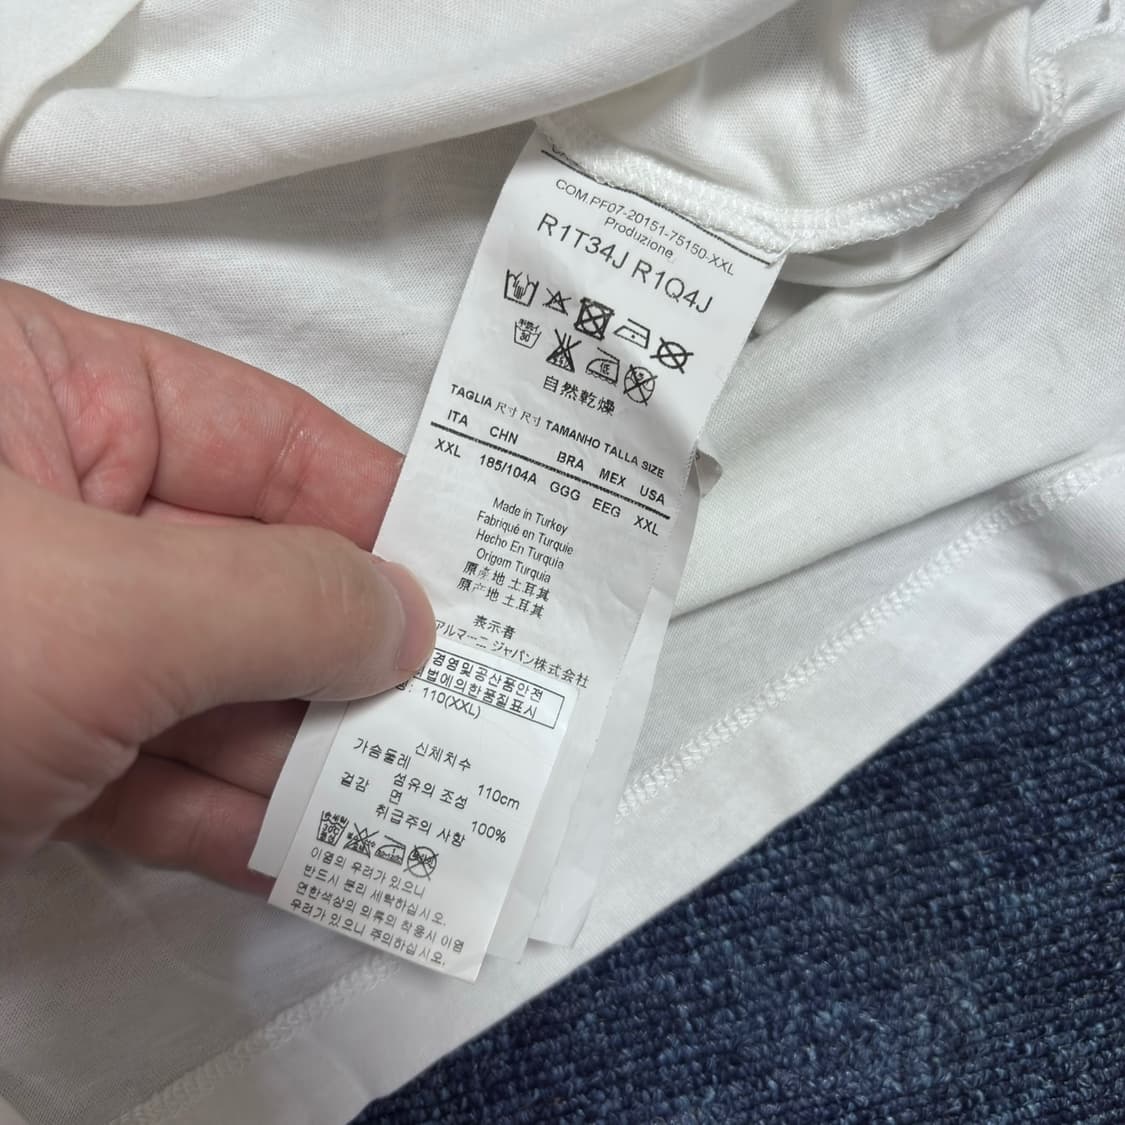 COM.PF07-20151-75150-XXL
Produzione
R1T34J R1Q4J
自然乾燥
TAGLIA 尺寸 尺寸 TAMANHO TALLA SIZE
ITA CHN BRA MEX USA
XXL 185/104A GGG EEG XXL
Made in Turkey
Fabriqué en Turquie
Hecho En Turquia
Origem Turquia
原産地 土耳其
原产地 土耳其
表示者
アルマーニ ジャパン株式会社
경영및공산품안전
법에의한품질표시
110(XXL)
신체치수
가슴둘레 110cm
섬유의 조성
겉감 면 100%
취급주의 사항
이염의 우려가 있으니
반드시 분리 세탁하십시오.
연한색상의 의류의 착용시 이염
우려가 있으니 주의하십시오.